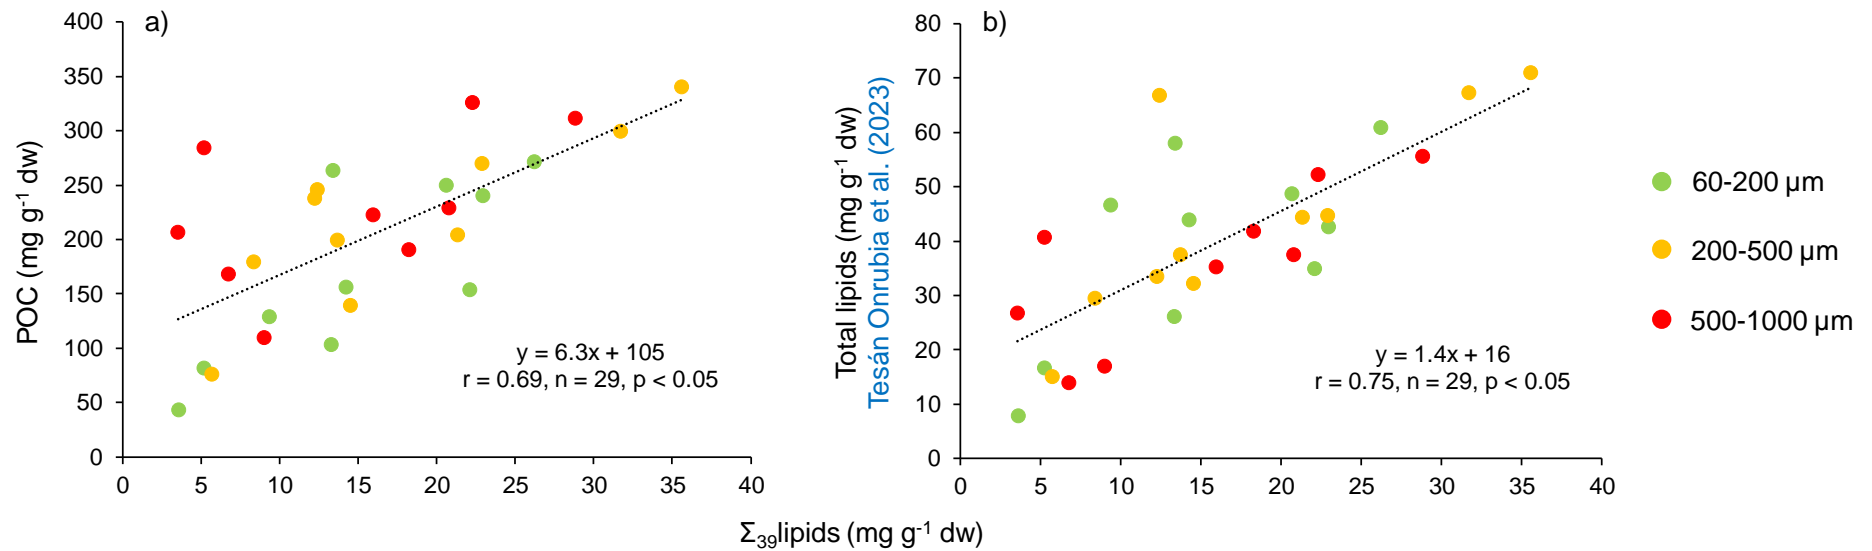 a)
400
350
300
250
200
150
100
50
0
POC (mg g⁻¹ dw)
y = 6.3x + 105
r = 0.69, n = 29, p < 0.05
0 5 10 15 20 25 30 35 40
b)
80
70
60
50
40
30
20
10
0
Total lipids (mg g⁻¹ dw)
Tesán Onrubia et al. (2023)
y = 1.4x + 16
r = 0.75, n = 29, p < 0.05
0 5 10 15 20 25 30 35 40
Σ₃₉lipids (mg g⁻¹ dw)
60-200 µm
200-500 µm
500-1000 µm